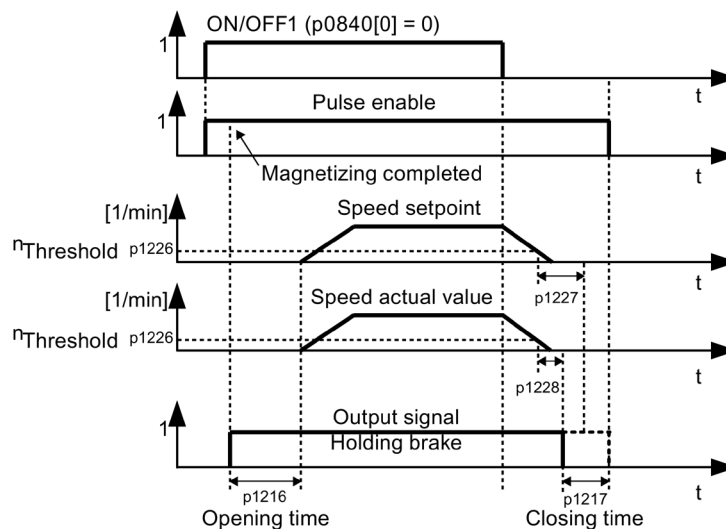 ON/OFF1 (p0840[0] = 0)
1
t
Pulse enable
1
t
Magnetizing completed
[1/min]
Speed setpoint
nThreshold p1226
p1227
t
[1/min]
Speed actual value
nThreshold p1226
p1228
t
Output signal
1
Holding brake
t
p1216
p1217
Opening time
Closing time